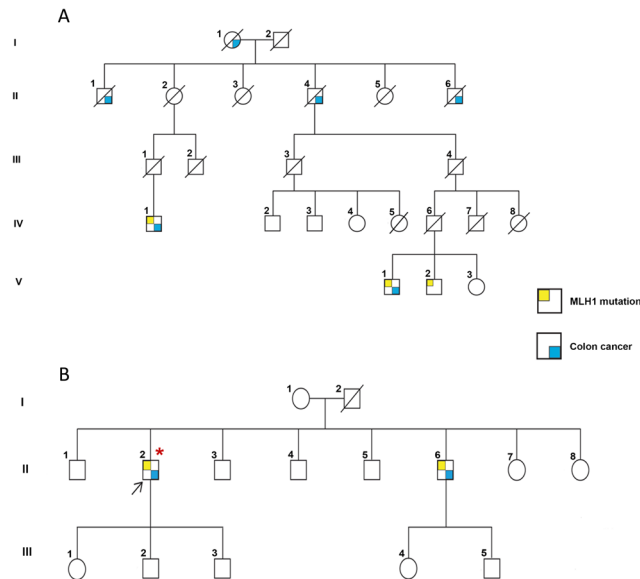 A
I
1 2
II
1 2 3 4 5 6
III
1 2 3 4
IV
1 2 3 4 5 6 7 8
V
1 2 3
MLH1 mutation
Colon cancer
B
I
1 2
II
1 2 * 3 4 5 6 7 8
III
1 2 3 4 5